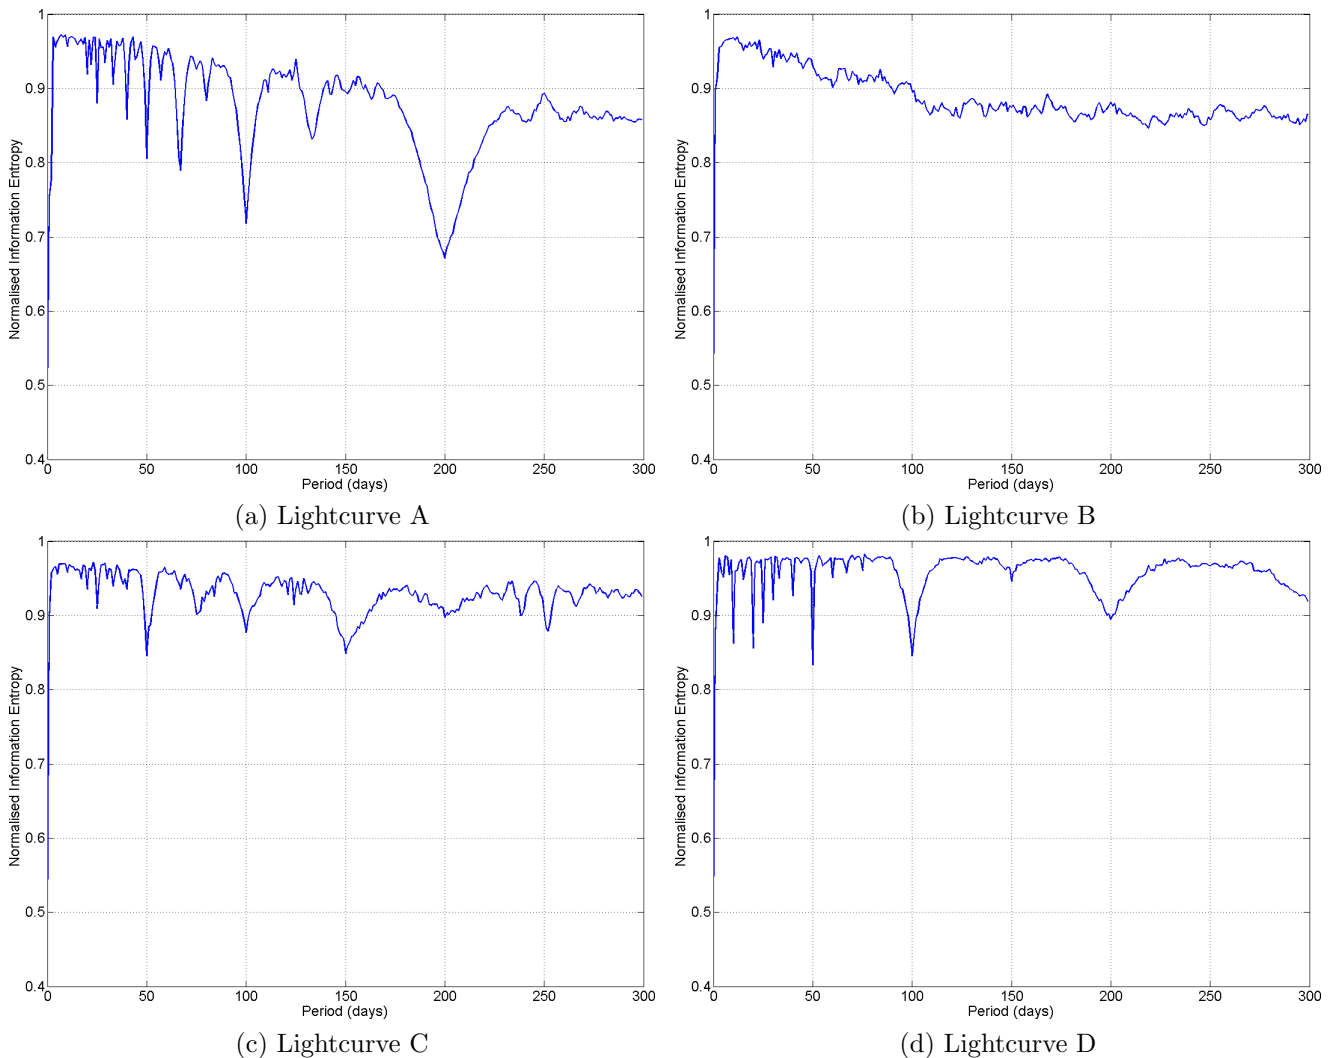 1
0.9
0.8
0.7
0.6
0.5
0.4
Normalised Information Entropy
0 50 100 150 200 250 300
Period (days)
(a) Lightcurve A
1
0.9
0.8
0.7
0.6
0.5
0.4
Normalised Information Entropy
0 50 100 150 200 250 300
Period (days)
(b) Lightcurve B
1
0.9
0.8
0.7
0.6
0.5
0.4
Normalised Information Entropy
0 50 100 150 200 250 300
Period (days)
(c) Lightcurve C
1
0.9
0.8
0.7
0.6
0.5
0.4
Normalised Information Entropy
0 50 100 150 200 250 300
Period (days)
(d) Lightcurve D